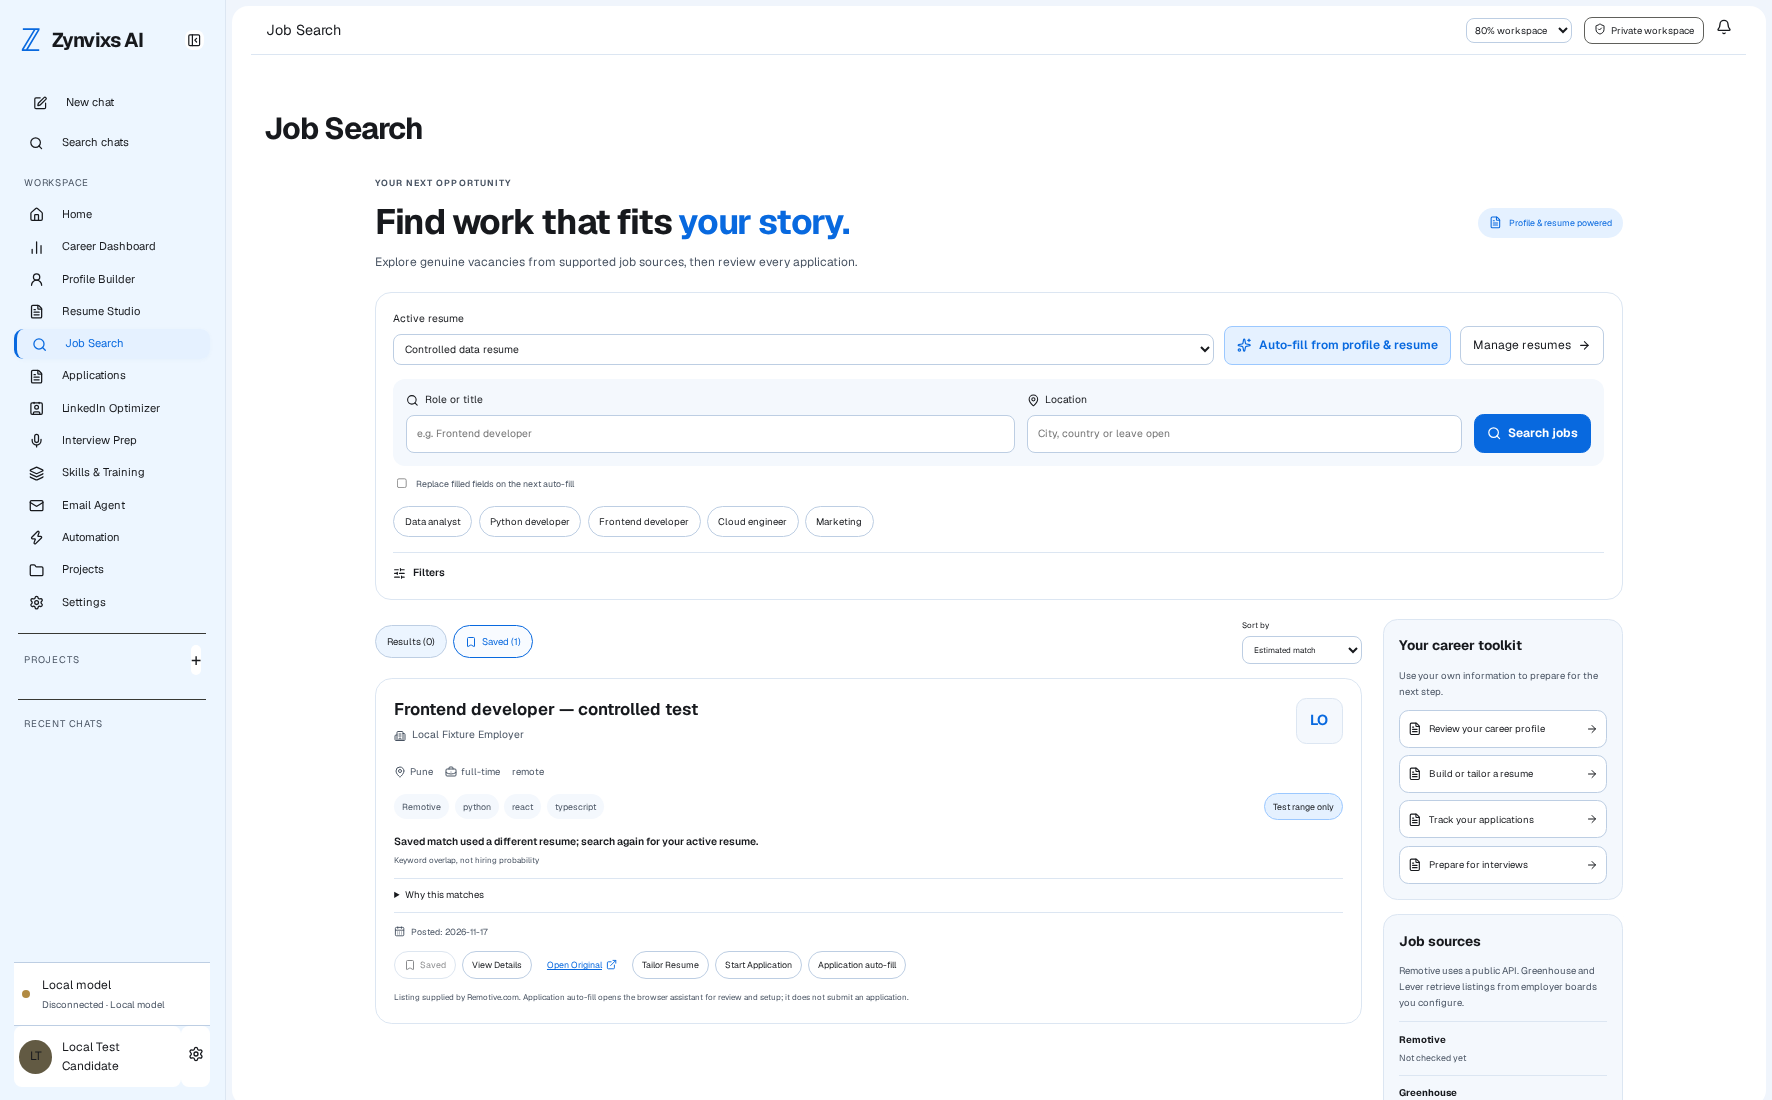 Zynvixs AI
New chat
Search chats
WORKSPACE
Home
Career Dashboard
Profile Builder
Resume Studio
Job Search
Applications
LinkedIn Optimizer
Interview Prep
Skills & Training
Email Agent
Automation
Projects
Settings
PROJECTS
+
RECENT CHATS
Local model
Disconnected · Local model
LT
Local Test
Candidate
Job Search
80% workspace
Private workspace
Job Search
YOUR NEXT OPPORTUNITY
Find work that fits your story.
Explore genuine vacancies from supported job sources, then review every application.
Profile & resume powered
Active resume
Controlled data resume
Auto-fill from profile & resume
Manage resumes
Role or title
Location
e.g. Frontend developer
City, country or leave open
Search jobs
Replace filled fields on the next auto-fill
Data analyst
Python developer
Frontend developer
Cloud engineer
Marketing
Filters
Results (0)
Saved (1)
Sort by
Estimated match
Frontend developer — controlled test
LO
Local Fixture Employer
Pune
full-time
remote
Remotive
python
react
typescript
Test range only
Saved match used a different resume; search again for your active resume.
Keyword overlap, not hiring probability
Why this matches
Posted: 2026-11-17
Saved
View Details
Open Original
Tailor Resume
Start Application
Application auto-fill
Listing supplied by Remotive.com. Application auto-fill opens the browser assistant for review and setup; it does not submit an application.
Your career toolkit
Use your own information to prepare for the
next step.
Review your career profile
Build or tailor a resume
Track your applications
Prepare for interviews
Job sources
Remotive uses a public API. Greenhouse and
Lever retrieve listings from employer boards
you configure.
Remotive
Not checked yet
Greenhouse